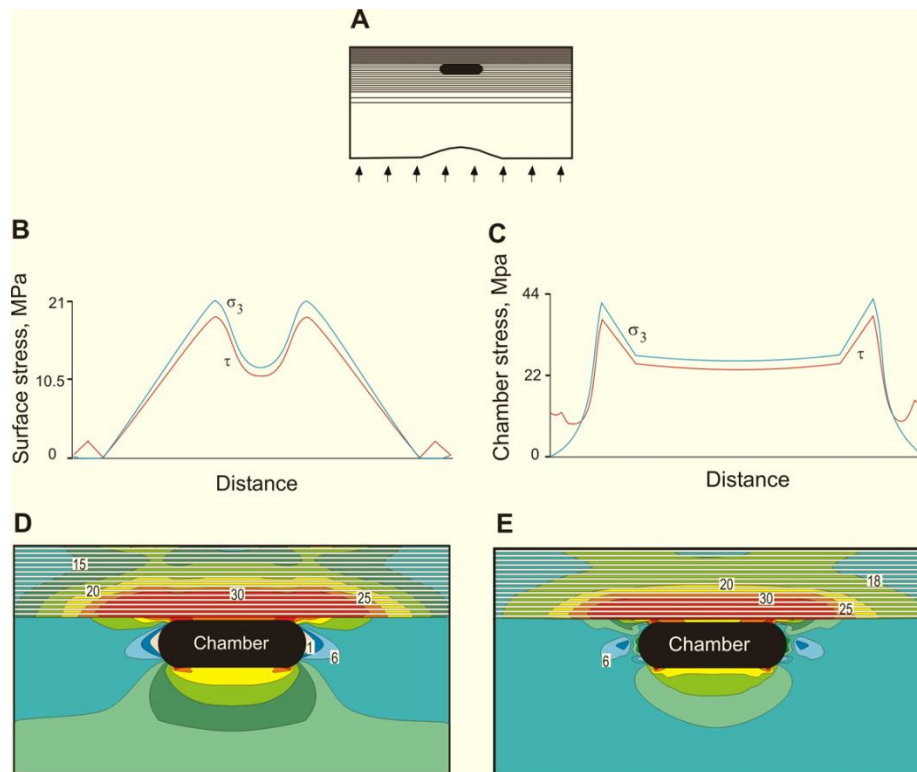 A
B
Surface stress, MPa
21
10.5
0
σ3
τ
Distance
C
Chamber stress, Mpa
44
22
0
σ3
τ
Distance
D
15
20
30
25
Chamber
1
6
E
20
18
30
25
Chamber
6